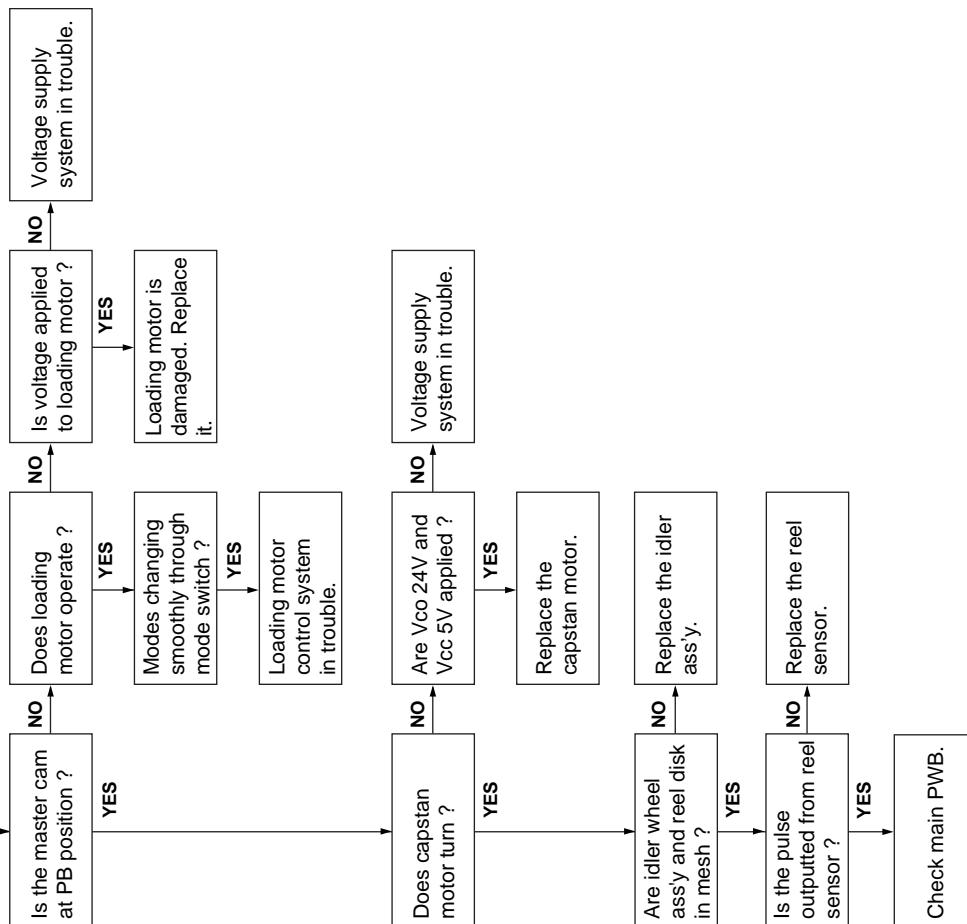 Is the master cam
at PB position ?
NO
Does loading
motor operate ?
NO
Is voltage applied
to loading motor ?
NO
Voltage supply
system in trouble.
YES
YES
YES
Modes changing
smoothly through
mode switch ?
Loading motor is
damaged. Replace
it.
YES
Loading motor
control system
in trouble.
Does capstan
motor turn ?
NO
Are Vco 24V and
Vcc 5V applied ?
NO
Voltage supply
system in trouble.
YES
YES
Replace the
capstan motor.
Are idler wheel
ass'y and reel disk
in mesh ?
NO
Replace the idler
ass'y.
YES
Is the pulse
outputted from reel
sensor ?
NO
Replace the reel
sensor.
YES
Check main PWB.